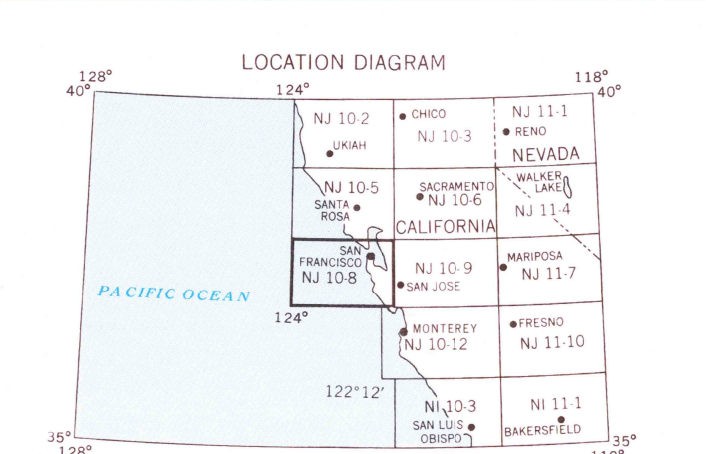 LOCATION DIAGRAM
128°
124°
118°
40°
40°
NJ 10-2
UKIAH
CHICO
NJ 10-3
NJ 11-1
RENO
NEVADA
NJ 10-5
SANTA
ROSA
SACRAMENTO
NJ 10-6
CALIFORNIA
WALKER
LAKE
NJ 11-4
SAN
FRANCISCO
NJ 10-8
NJ 10-9
SAN JOSE
MARIPOSA
NJ 11-7
PACIFIC OCEAN
124°
MONTEREY
NJ 10-12
FRESNO
NJ 11-10
122°12'
NI 10-3
SAN LUIS
OBISPO
NI 11-1
BAKERSFIELD
35°
35°
128°
118°